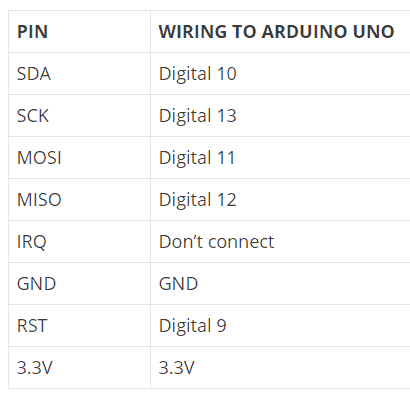 PIN WIRING TO ARDUINO UNO
SDA Digital 10
SCK Digital 13
MOSI Digital 11
MISO Digital 12
IRQ Don’t connect
GND GND
RST Digital 9
3.3V 3.3V